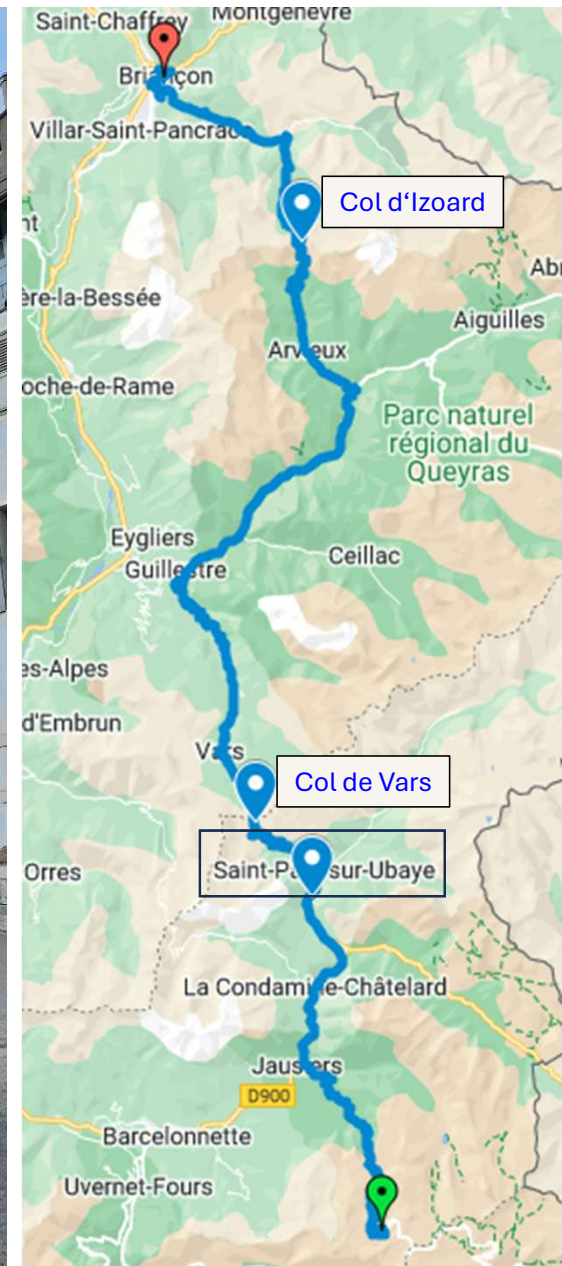 Saint-Chaffrey
Montgenèvre
Briançon
Villar-Saint-Pancrace
Col d‘Izoard
nt
Ab
ère-la-Bessée
Aiguilles
Arvieux
oche-de-Rame
Parc naturel
régional du
Queyras
Eygliers
Ceillac
Guillestre
es-Alpes
d'Embrun
Vars
Col de Vars
Orres
Saint-Paul-sur-Ubaye
La Condamine-Châtelard
Jausiers
D900
Barcelonnette
Uvernet-Fours